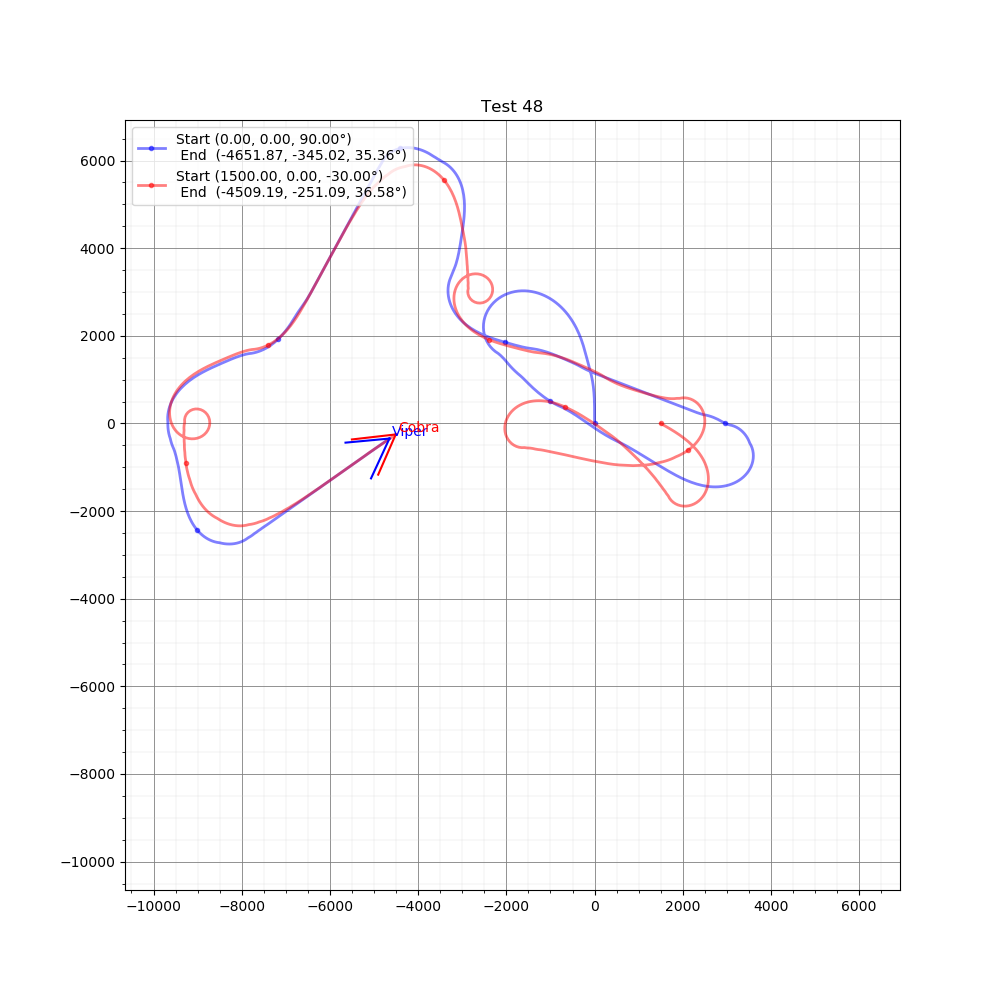 Test 48
Start (0.00, 0.00, 90.00°)
End (-4651.87, -345.02, 35.36°)
Start (1500.00, 0.00, -30.00°)
End (-4509.19, -251.09, 36.58°)
6000
4000
2000
0
−2000
−4000
−6000
−8000
−10000
Cobra
Viper
−10000 −8000 −6000 −4000 −2000 0 2000 4000 6000